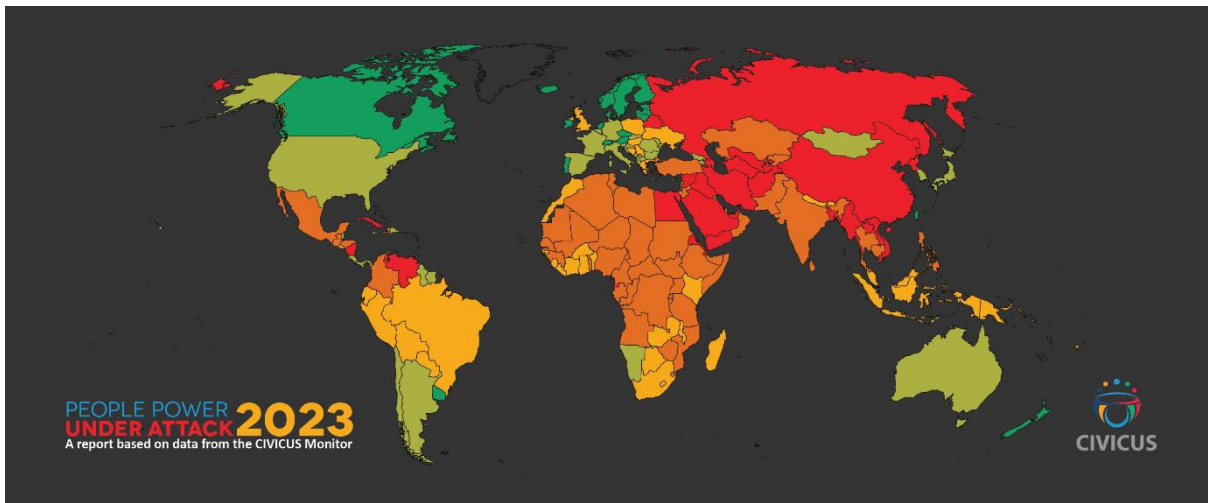 PEOPLE POWER
UNDER ATTACK 2023
A report based on data from the CIVICUS Monitor
CIVICUS